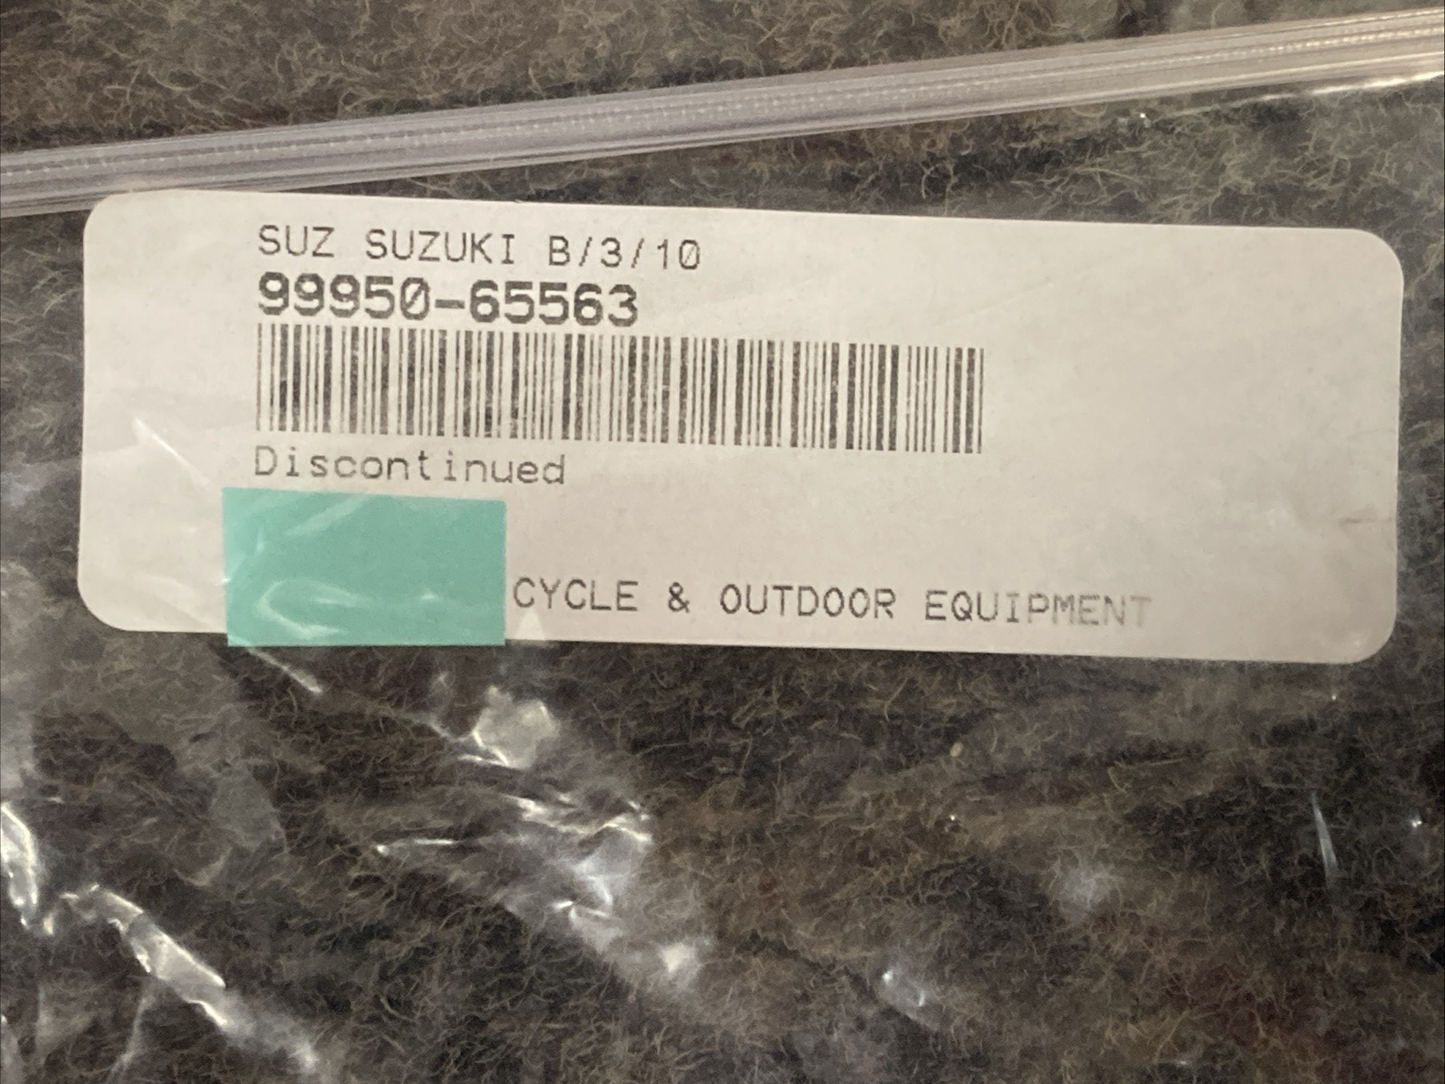 SUZ SUZUKI B/3/10
99950-65563
Discontinued
CYCLE & OUTDOOR EQUIPMENT